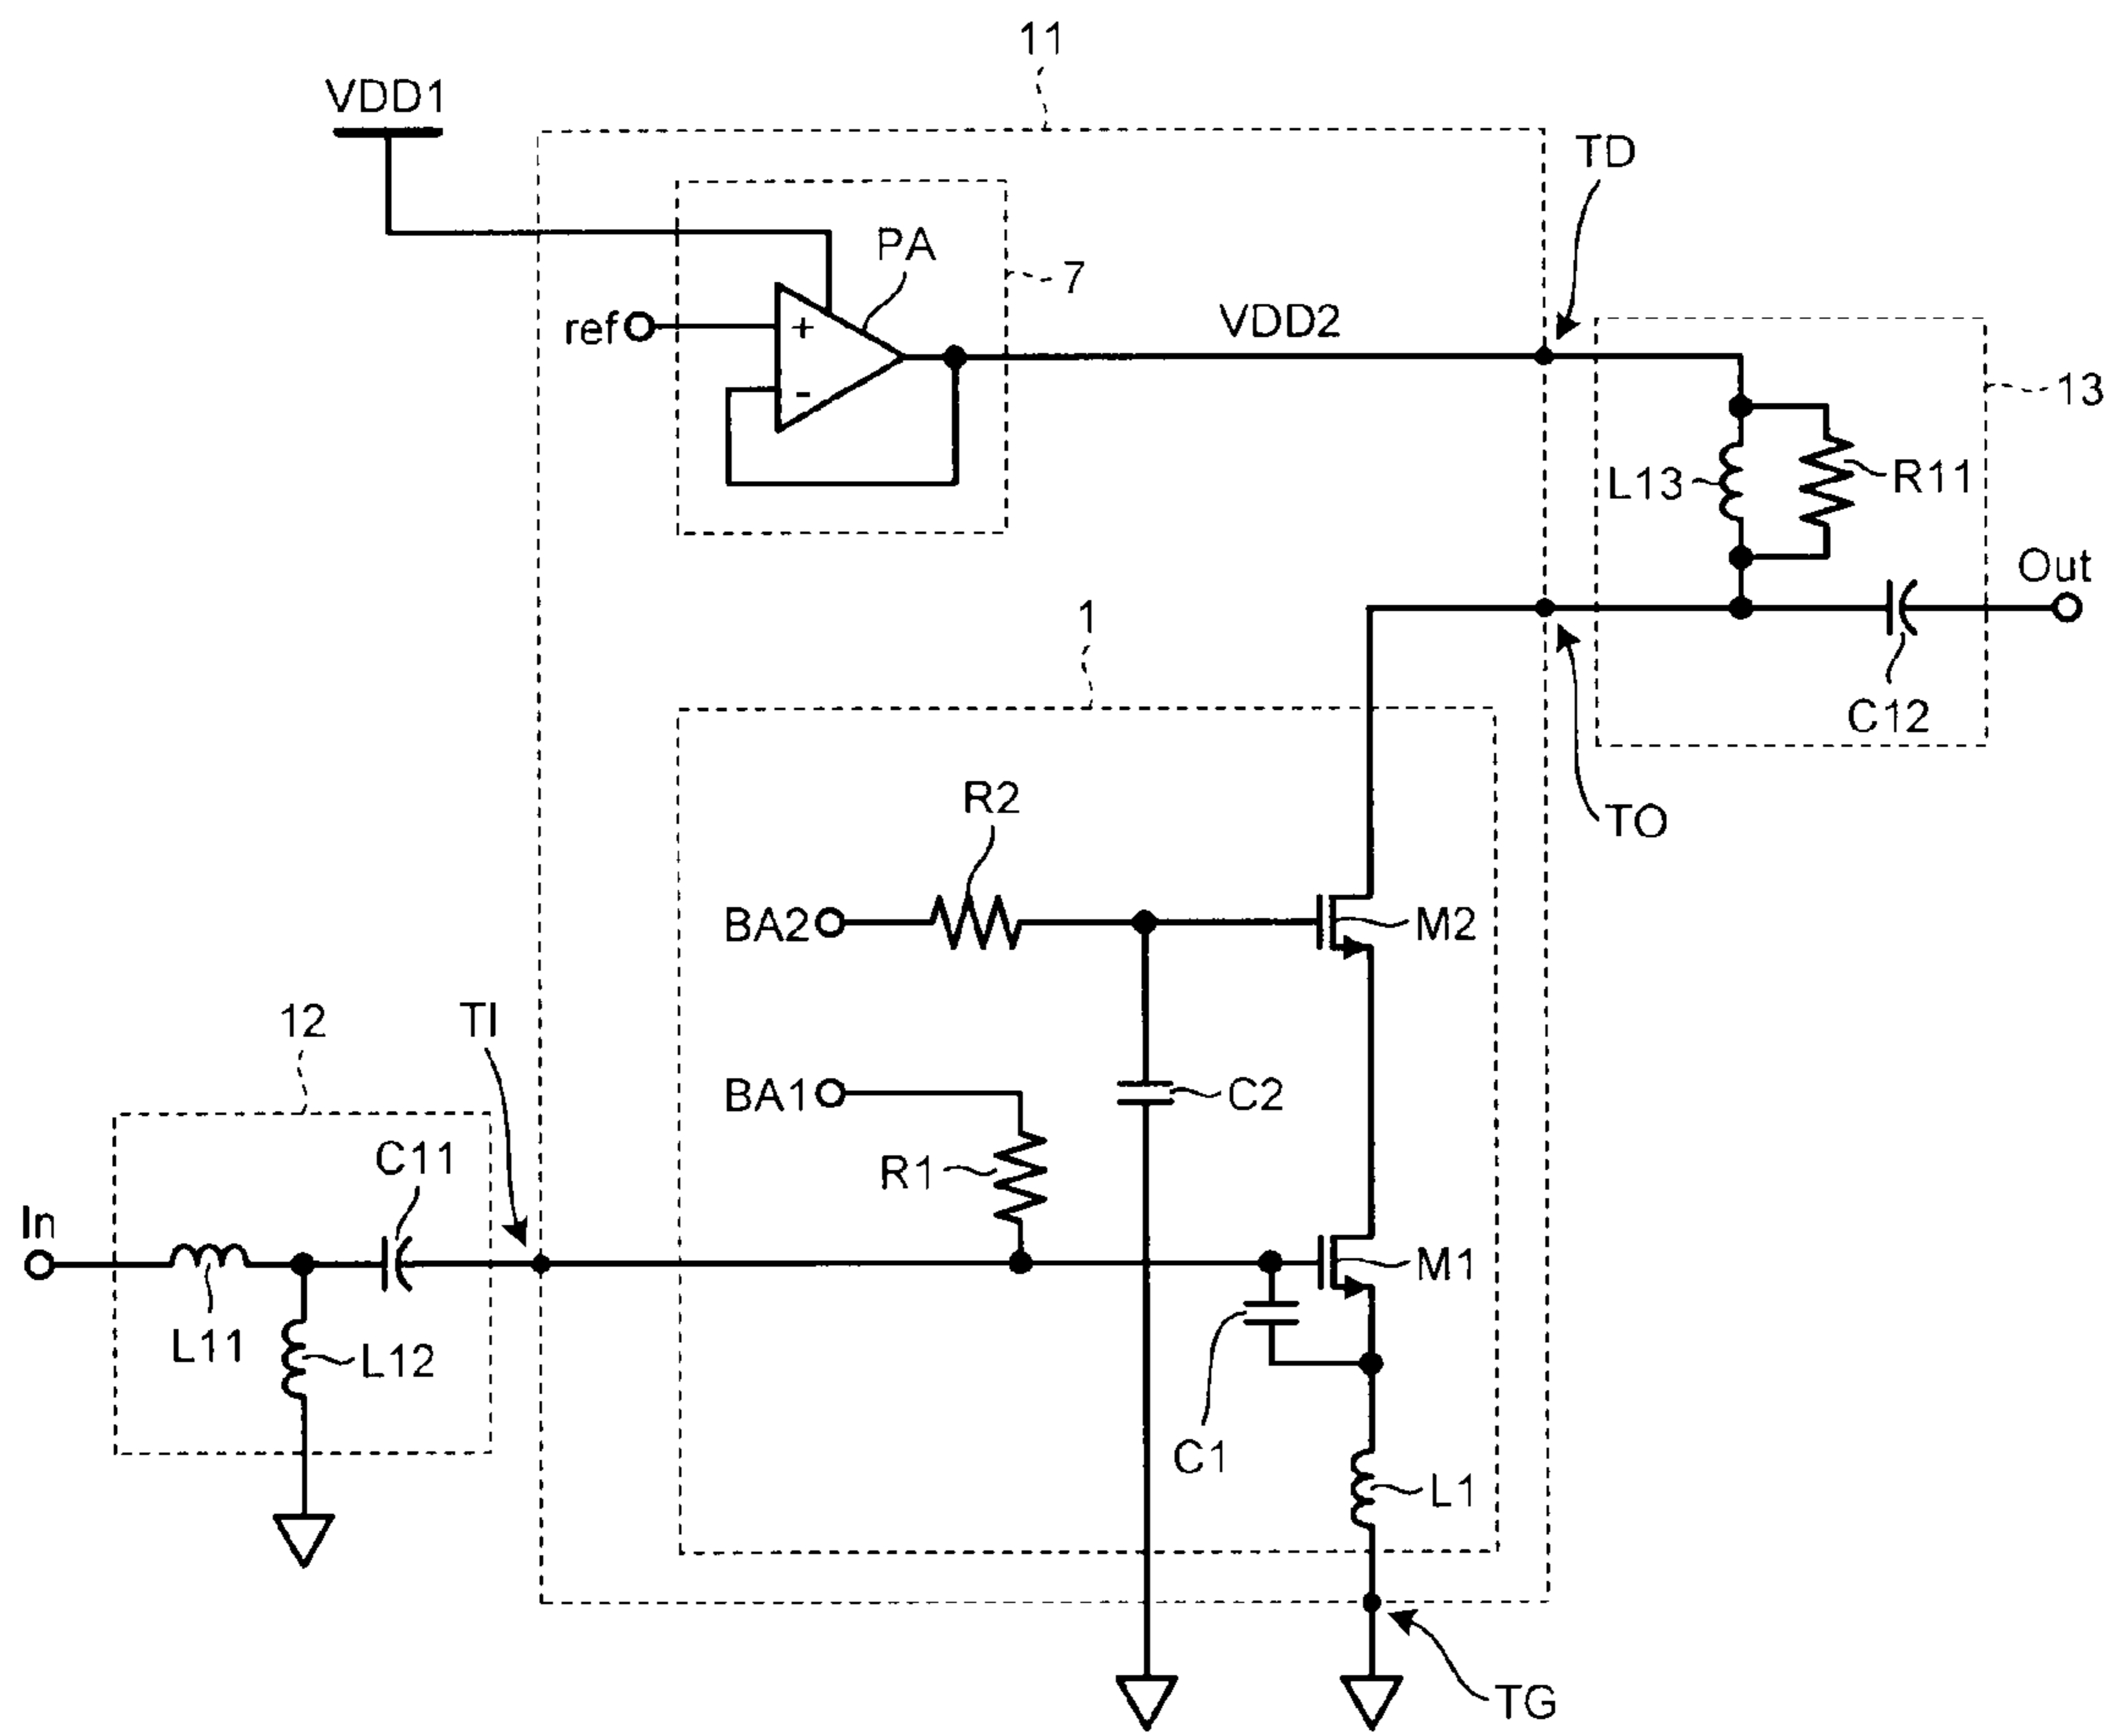 11
VDD1
TD
PA
7
ref
+
-
VDD2
13
L13
R11
Out
1
C12
R2
TO
BA2
M2
12
TI
BA1
C2
C11
R1
In
M1
L11
L12
C1
L1
TG